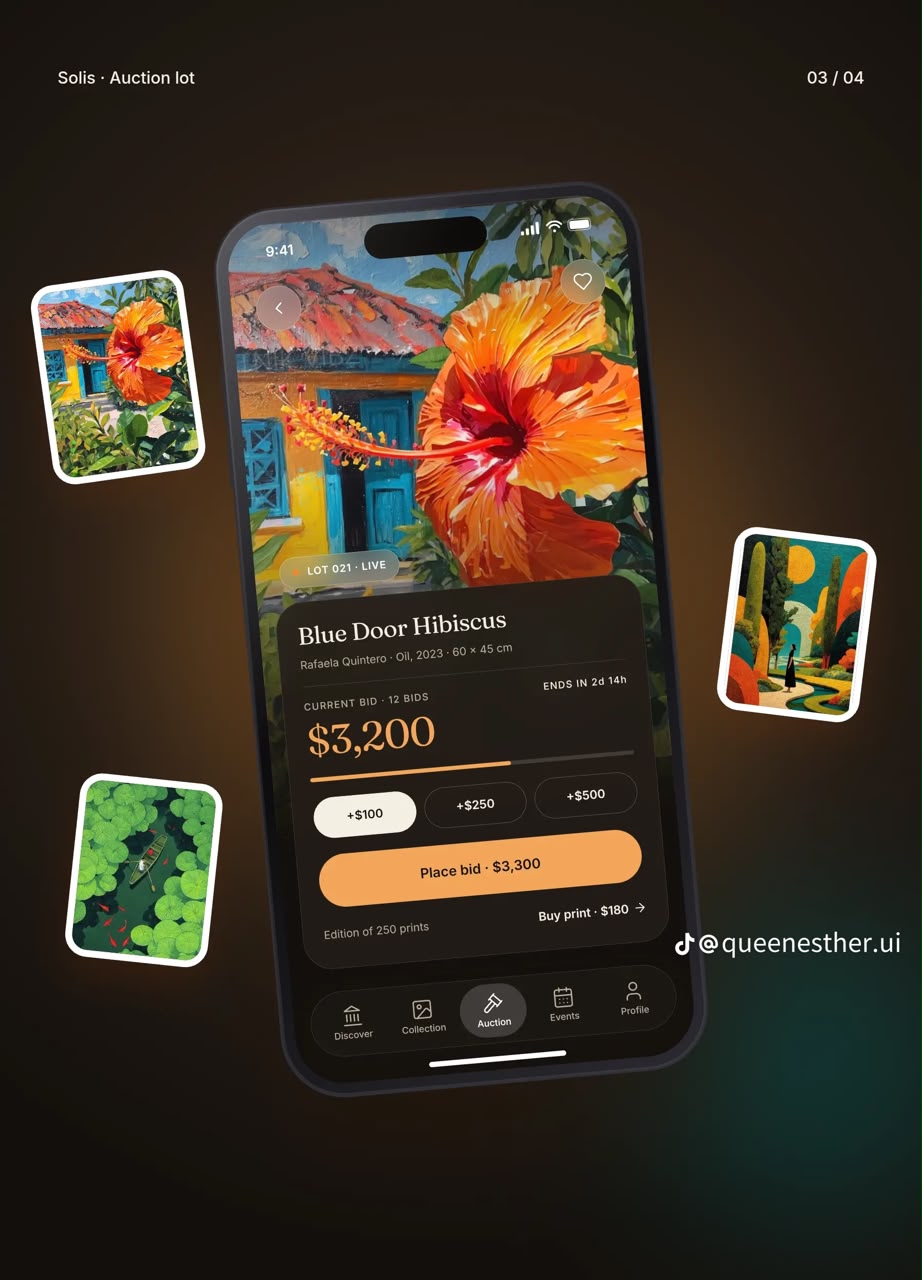 Solis · Auction lot
03 / 04
9:41
LOT 021 · LIVE
Blue Door Hibiscus
Rafaela Quintero · Oil, 2023 · 60 × 45 cm
CURRENT BID · 12 BIDS
ENDS IN 2d 14h
$3,200
+$100
+$250
+$500
Place bid · $3,300
Edition of 250 prints
Buy print · $180 →
@queenesther.ui
Discover
Collection
Auction
Events
Profile